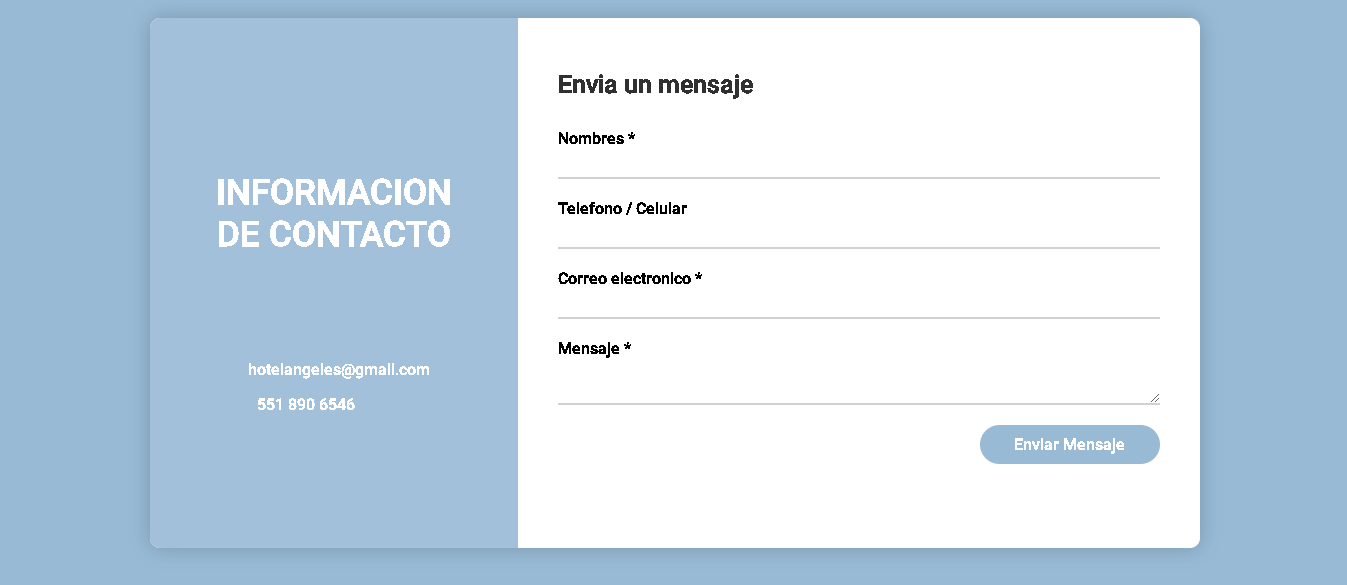 INFORMACION
DE CONTACTO
hotelangeles@gmail.com
551 890 6546
Envia un mensaje
Nombres *
Telefono / Celular
Correo electronico *
Mensaje *
Enviar Mensaje